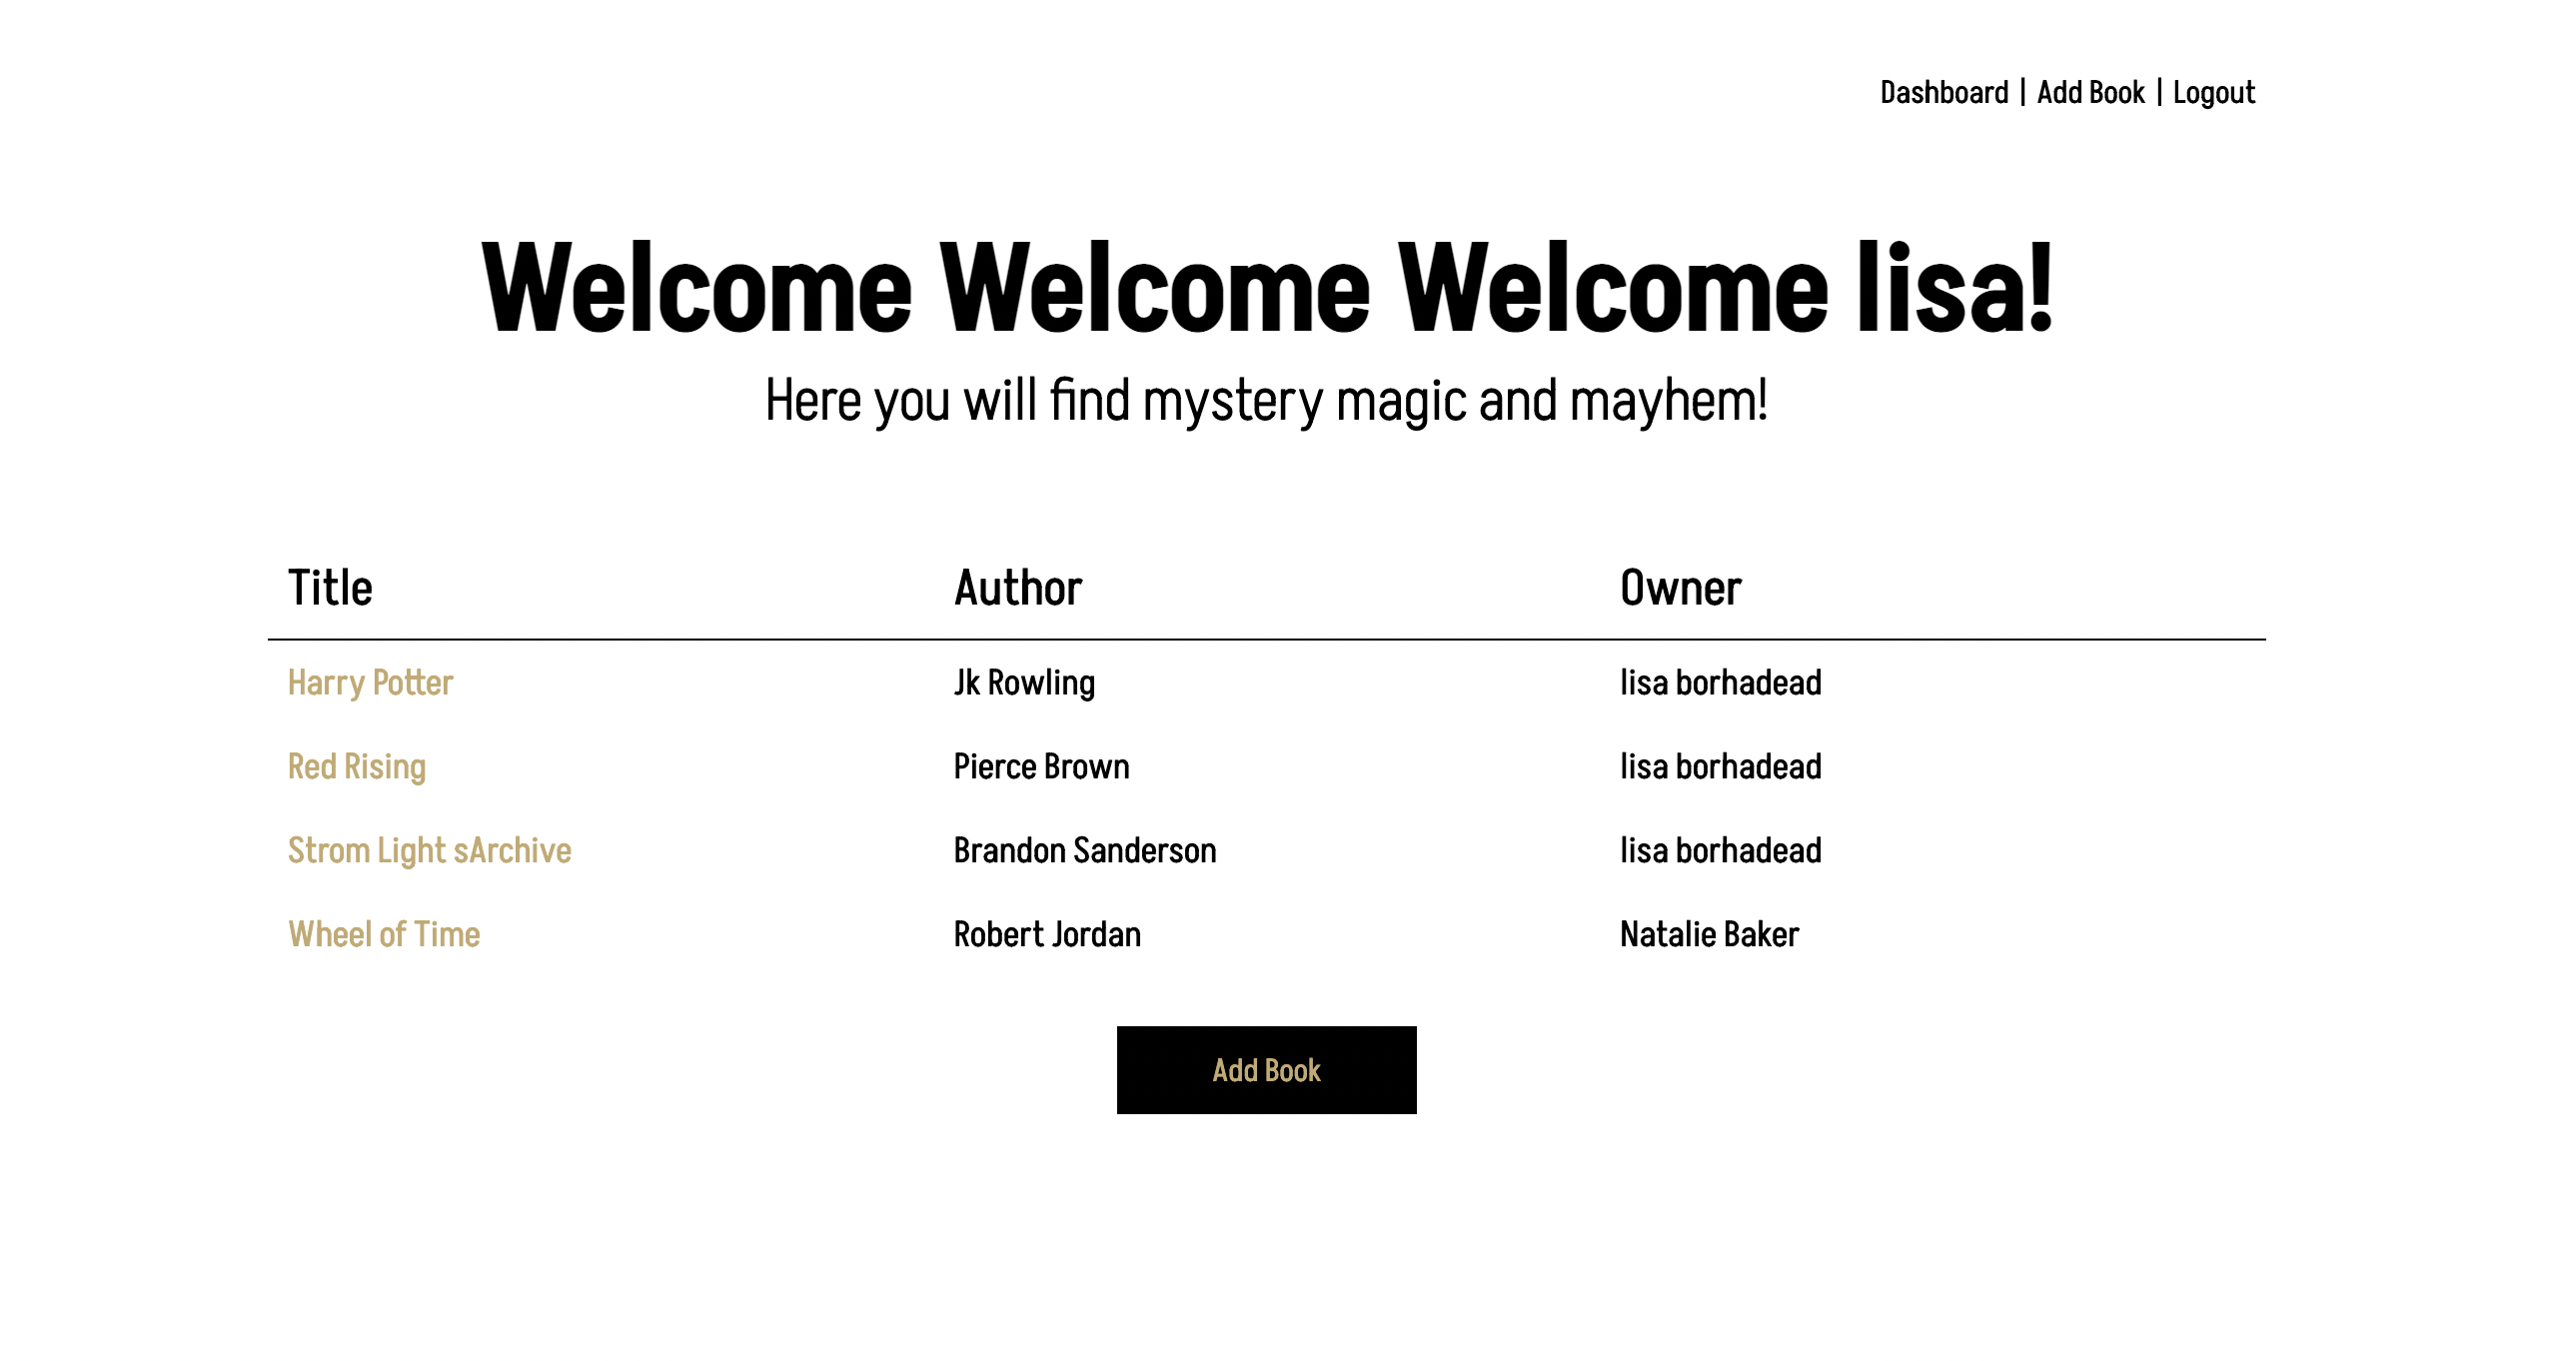 Dashboard | Add Book | Logout
Welcome Welcome Welcome lisa!
Here you will find mystery magic and mayhem!
Title Author Owner
Harry Potter Jk Rowling lisa borhadead
Red Rising Pierce Brown lisa borhadead
Strom Light sArchive Brandon Sanderson lisa borhadead
Wheel of Time Robert Jordan Natalie Baker
Add Book